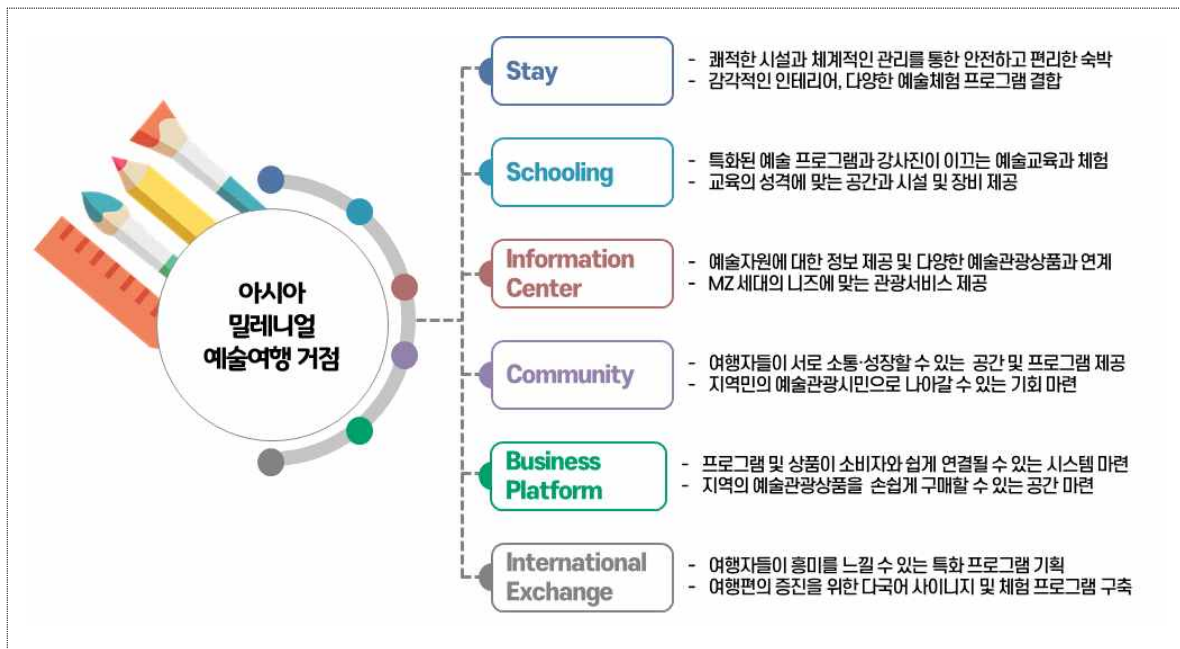 아시아
밀레니얼
예술여행 거점
Stay
- 쾌적한 시설과 체계적인 관리를 통한 안전하고 편리한 숙박
- 감각적인 인테리어, 다양한 예술체험 프로그램 결합
Schooling
- 특화된 예술 프로그램과 강사진이 이끄는 예술교육과 체험
- 교육의 성격에 맞는 공간과 시설 및 장비 제공
Information
Center
- 예술자원에 대한 정보 제공 및 다양한 예술관광상품과 연계
- MZ세대의 니즈에 맞는 관광서비스 제공
Community
- 여행자들이 서로 소통·성장할 수 있는 공간 및 프로그램 제공
- 지역민의 예술관광시민으로 나아갈 수 있는 기회 마련
Business
Platform
- 프로그램 및 상품이 소비자와 쉽게 연결될 수 있는 시스템 마련
- 지역의 예술관광상품을 손쉽게 구매할 수 있는 공간 마련
International
Exchange
- 여행자들이 흥미를 느낄 수 있는 특화 프로그램 기획
- 여행편의 증진을 위한 다국어 사이니지 및 체험 프로그램 구축